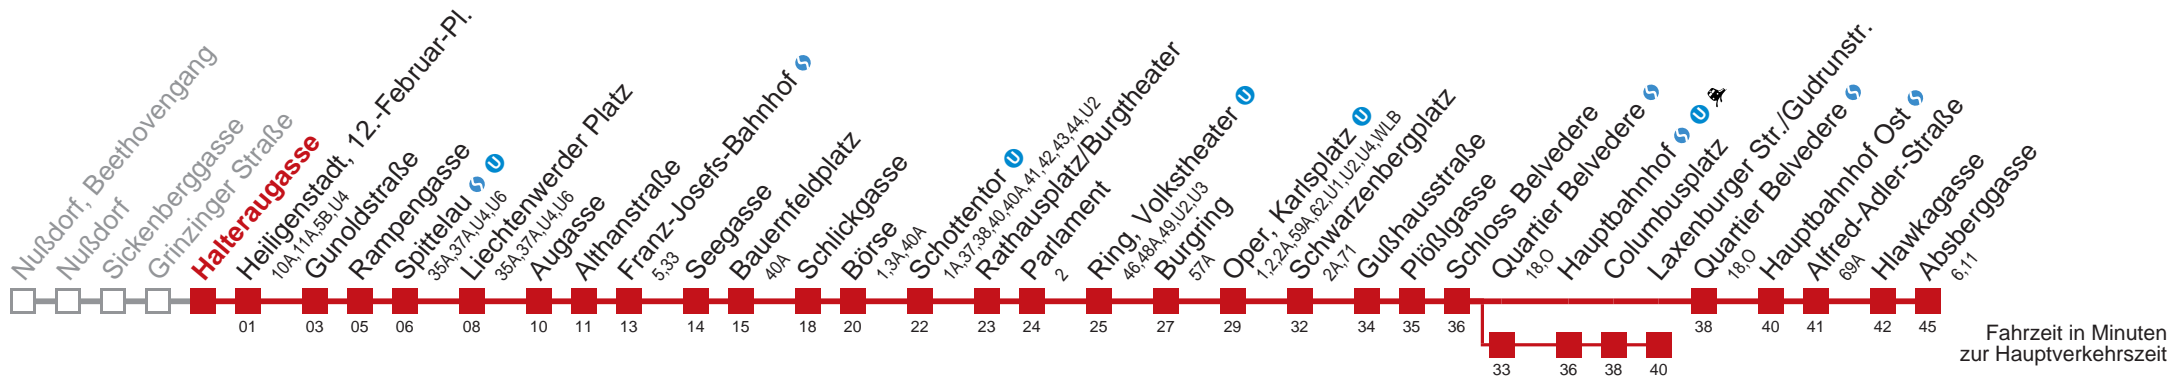 Nußdorf, Beethovengang
Nußdorf
Sickenberggasse
Grinzinger Straße
Halteraugasse
Heiligenstadt, 12.-Februar-Pl.
10A,11A,5B,U4
Gunoldstraße
Rampengasse
Spittelau U
35A,37A,U4,U6
Liechtenwerder Platz
35A,37A,U4,U6
Augasse
Althanstraße
Franz-Josefs-Bahnhof
5,33
Seegasse
Bauernfeldplatz
40A
Schlickgasse
Börse
1,3A,40A
Schottentor U
1A,37,38,40,40A,41,42,43,44,U2
Rathausplatz/Burgtheater
Parlament
2
Ring, Volkstheater U
46,48A,49,U2,U3
Burgring
57A
Oper, Karlsplatz U
1,2,2A,59A,62,U1,U2,U4,WLB
Schwarzenbergplatz
2A,71
Gußhausstraße
Plößlgasse
Schloss Belvedere
Quartier Belvedere
18,O
Hauptbahnhof U
Columbusplatz
Laxenburger Str./Gudrunstr.
Quartier Belvedere
18,O
Hauptbahnhof Ost
Alfred-Adler-Straße
69A
Hlawkagasse
Absberggasse
6,11
01 03 05 06 08 10 11 13 14 15 18 20 22 23 24 25 27 29 32 34 35 36 38 40 41 42 45
33 36 38 40
Fahrzeit in Minuten
zur Hauptverkehrszeit